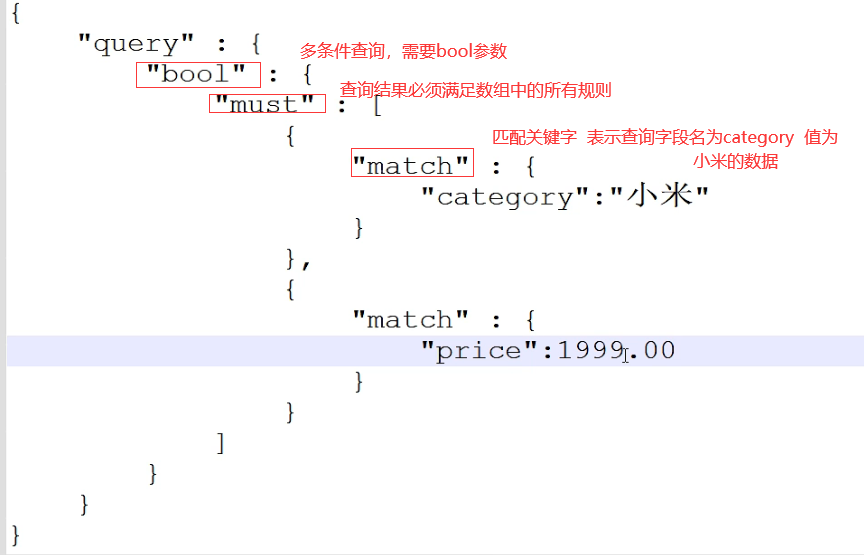 {
"query" : {
多条件查询，需要bool参数
"bool" : {
查询结果必须满足数组中的所有规则
"must" : [
{
匹配关键字 表示查询字段名为category 值为
小米的数据
"match" : {
"category":"小米"
}
},
{
"match" : {
"price":1999.00
}
}
]
}
}
}